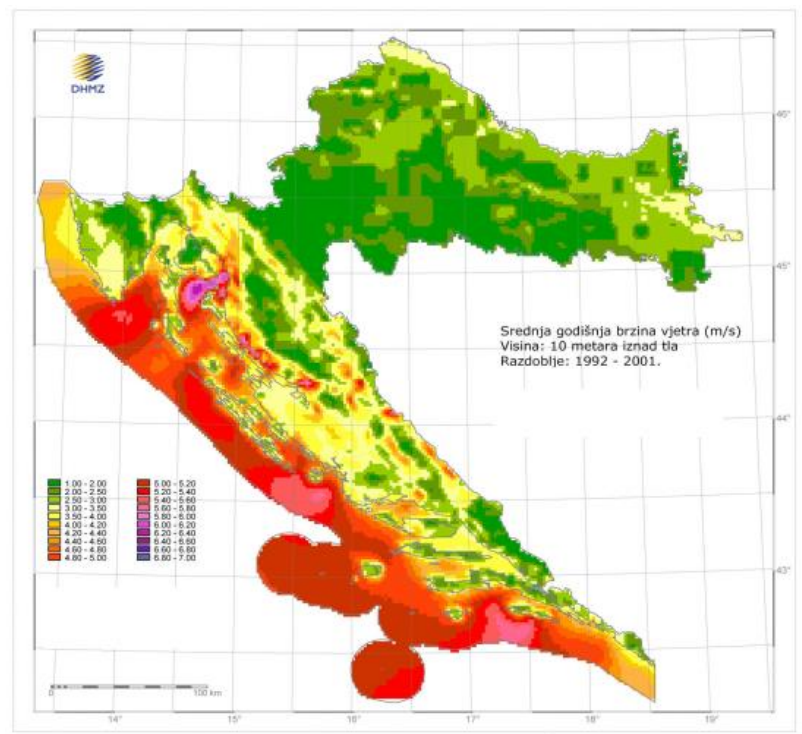 DHMZ
46°
45°
Srednja godišnja brzina vjetra (m/s)
Visina: 10 metara iznad tla
Razdoblje: 1992 - 2001.
44°
1.00 - 2.00 5.00 - 5.20
2.00 - 2.50 5.20 - 5.40
2.50 - 3.00 5.40 - 5.60
3.00 - 3.50 5.60 - 5.80
3.50 - 4.00 5.80 - 6.00
4.00 - 4.20 6.00 - 6.20
4.20 - 4.40 6.20 - 6.40
4.40 - 4.60 6.40 - 6.60
4.60 - 4.80 6.60 - 6.80
4.80 - 5.00 6.80 - 7.00
43°
0 100 km
14° 15° 16° 17° 18° 19°